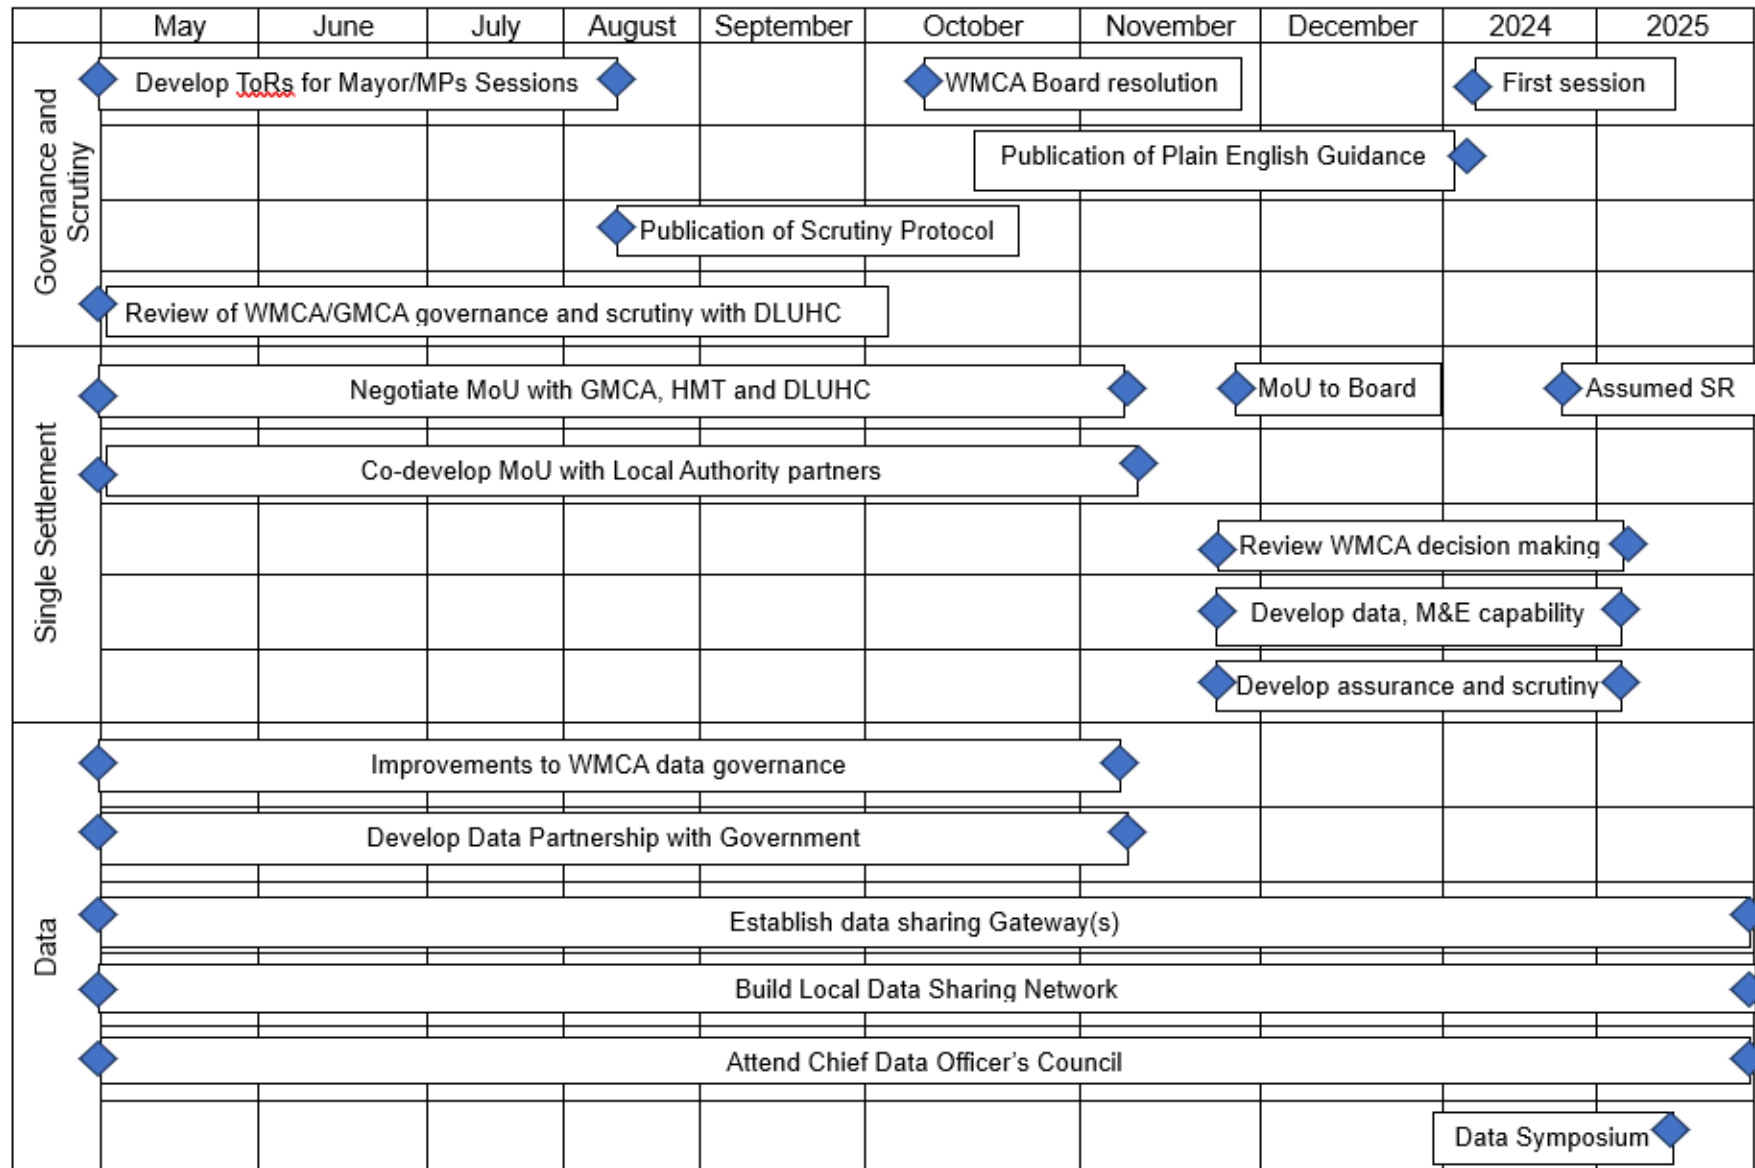 May June July August September October November December 2024 2025
Governance and
Scrutiny
Develop ToRs for Mayor/MPs Sessions WMCA Board resolution First session
Publication of Plain English Guidance
Publication of Scrutiny Protocol
Review of WMCA/GMCA governance and scrutiny with DLUHC
Single Settlement
Negotiate MoU with GMCA, HMT and DLUHC MoU to Board Assumed SR
Co-develop MoU with Local Authority partners
Review WMCA decision making
Develop data, M&E capability
Develop assurance and scrutiny
Data
Improvements to WMCA data governance
Develop Data Partnership with Government
Establish data sharing Gateway(s)
Build Local Data Sharing Network
Attend Chief Data Officer’s Council
Data Symposium